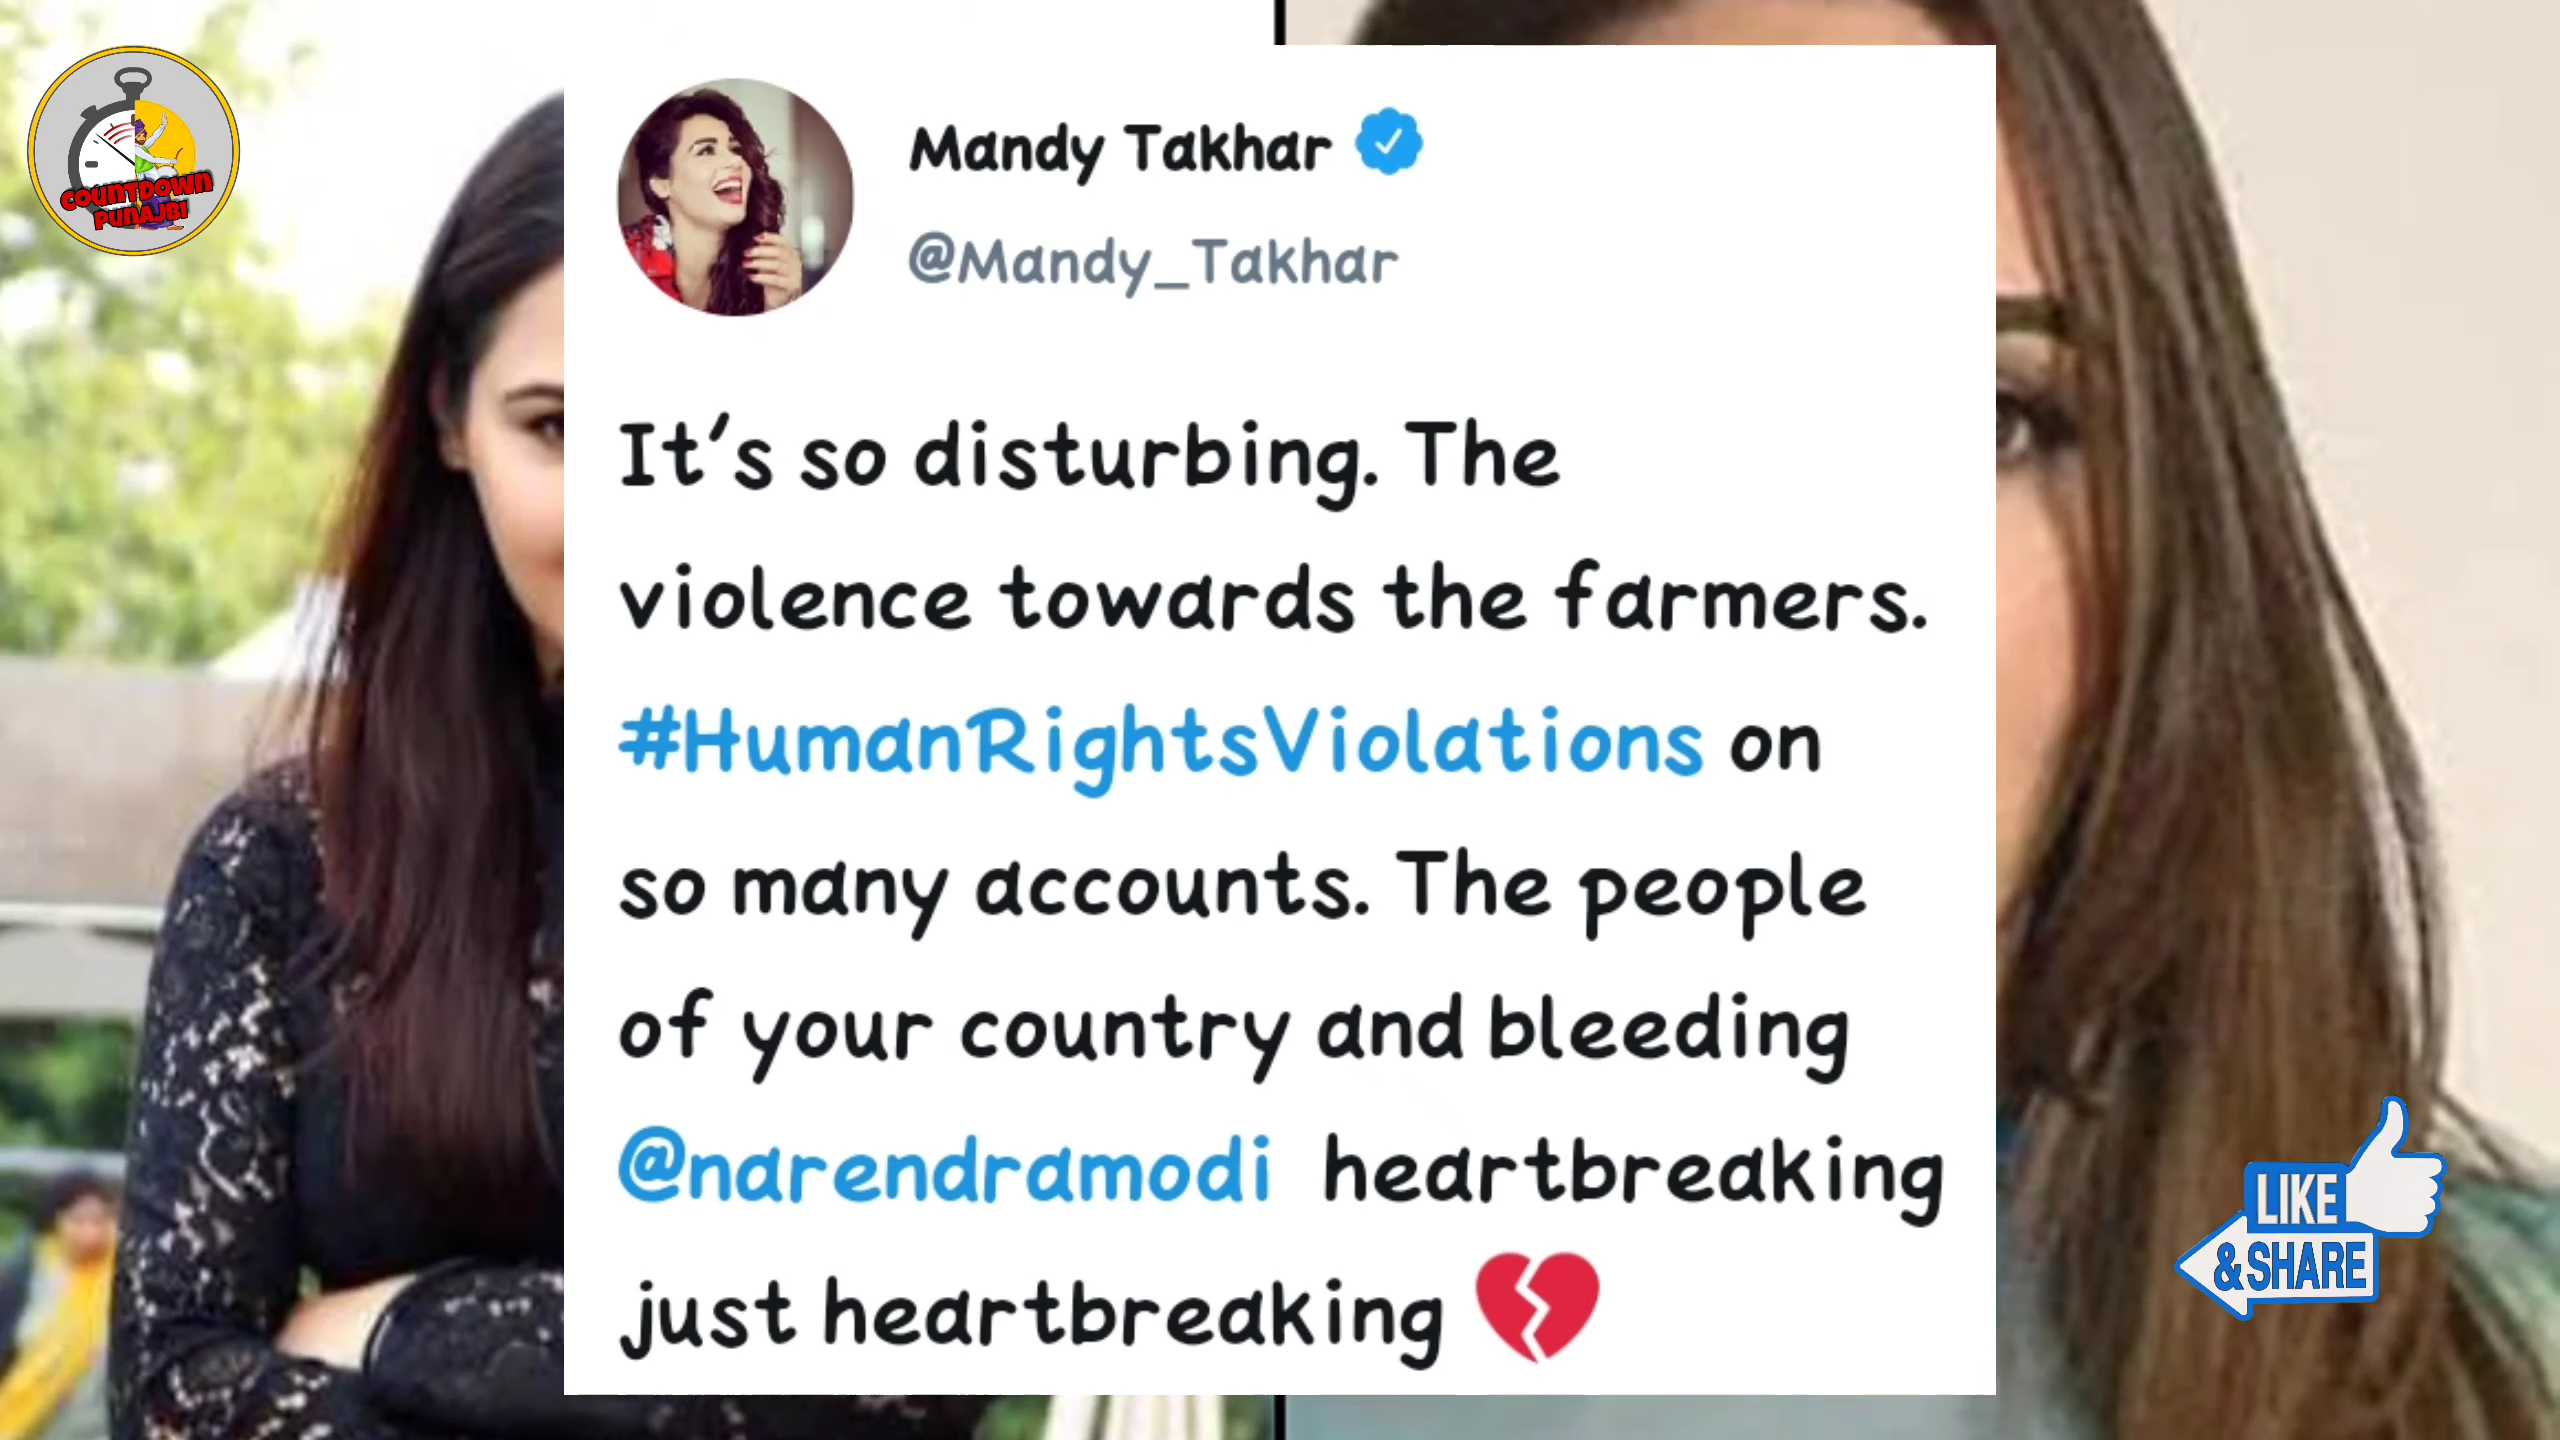 COUNTDOWN
PUNAJBI
Mandy Takhar
@Mandy_Takhar
It's so disturbing. The
violence towards the farmers.
#HumanRightsViolations on
so many accounts. The people
of your country and bleeding
@narendramodi heartbreaking
just heartbreaking 💔
LIKE
& SHARE